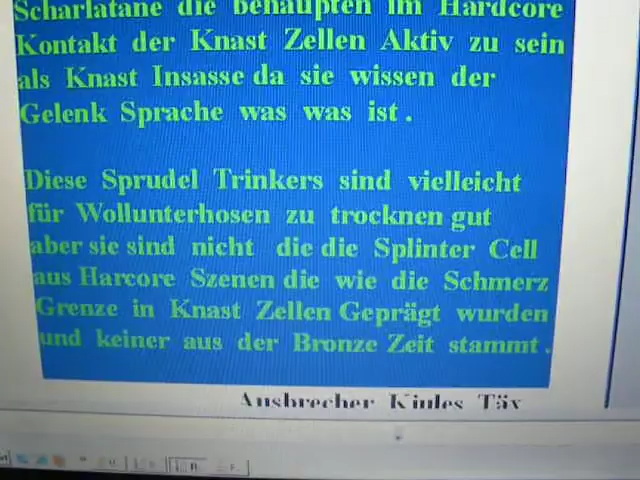 Scharlatane die behaupten im Hardcore
Kontakt der Knast Zellen Aktiv zu sein
als Knast Insasse da sie wissen der
Gelenk Sprache was was ist .
Diese Sprudel Trinkers sind vielleicht
für Wollunterhosen zu trocknen gut
aber sie sind nicht die die Splinter Cell
aus Harcore Szenen die wie die Schmerz
Grenze in Knast Zellen Geprägt wurden
und keiner aus der Bronze Zeit stammt .
Ausbrecher Kinles Täx